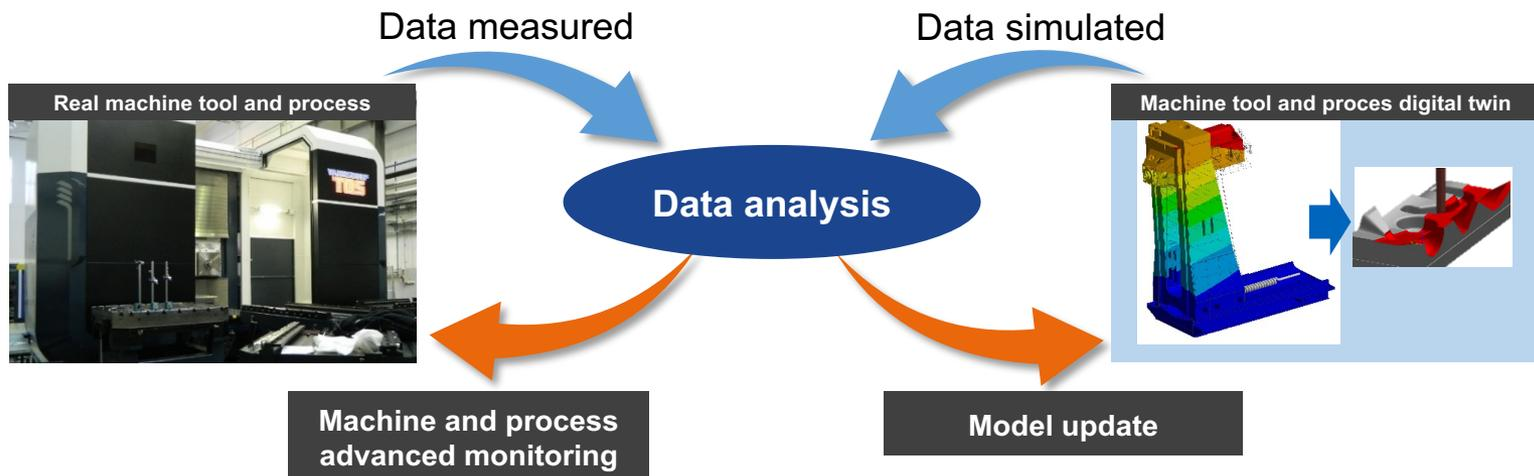 Data measured
Data simulated
Real machine tool and process
Machine tool and proces digital twin
TOS
Data analysis
Machine and process
advanced monitoring
Model update